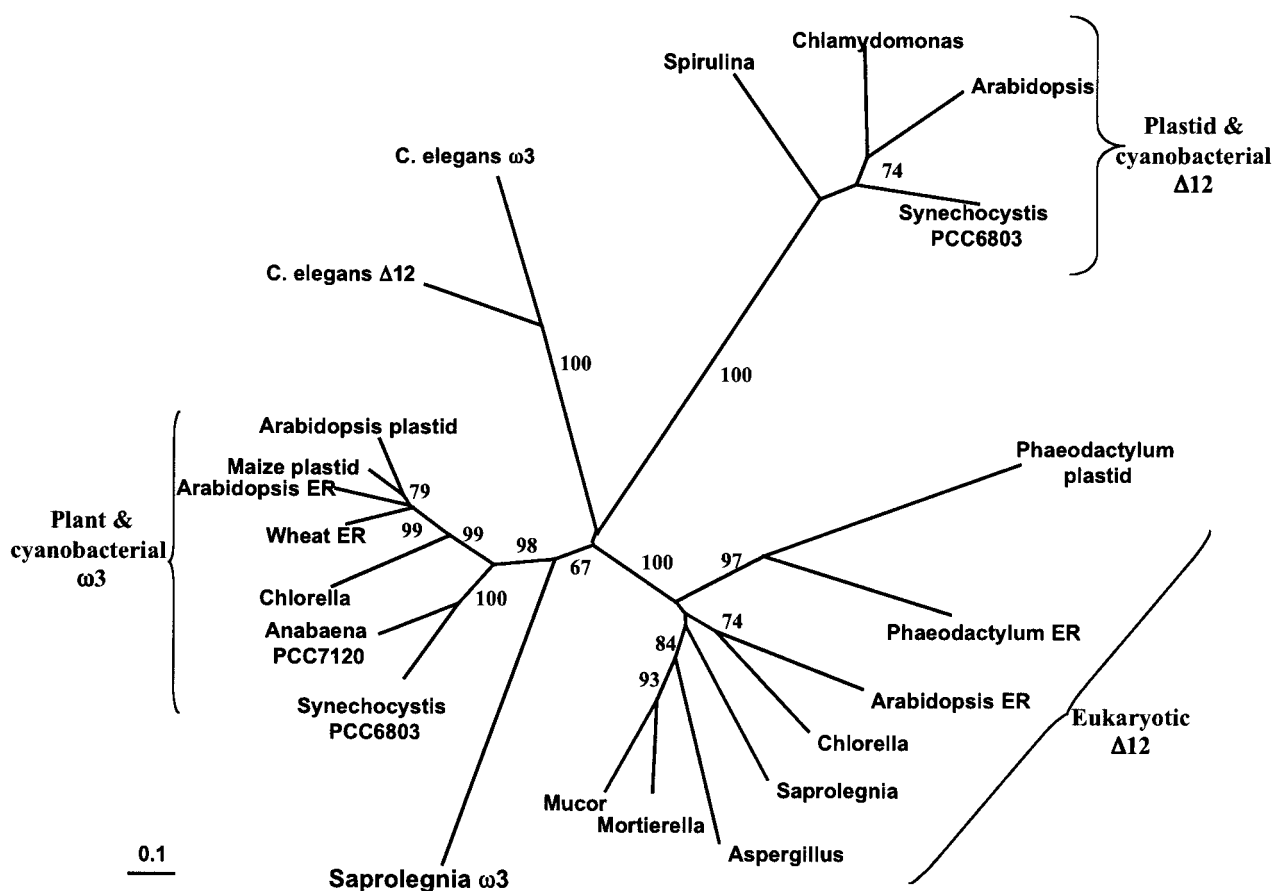 Chlamydomonas
Spirulina
Arabidopsis
Plastid &
cyanobacterial
Δ12
74
Synechocystis
PCC6803
C. elegans ω3
C. elegans Δ12
100
100
Arabidopsis plastid
Maize plastid
Arabidopsis ER
79
Wheat ER
99
99
Plant &
cyanobacterial
ω3
Chlorella
Anabaena
PCC7120
100
Synechocystis
PCC6803
98
67
100
97
Phaeodactylum
plastid
Phaeodactylum ER
74
84
93
Arabidopsis ER
Chlorella
Eukaryotic
Δ12
Saprolegnia
Mucor
Mortierella
Aspergillus
0.1
Saprolegnia ω3